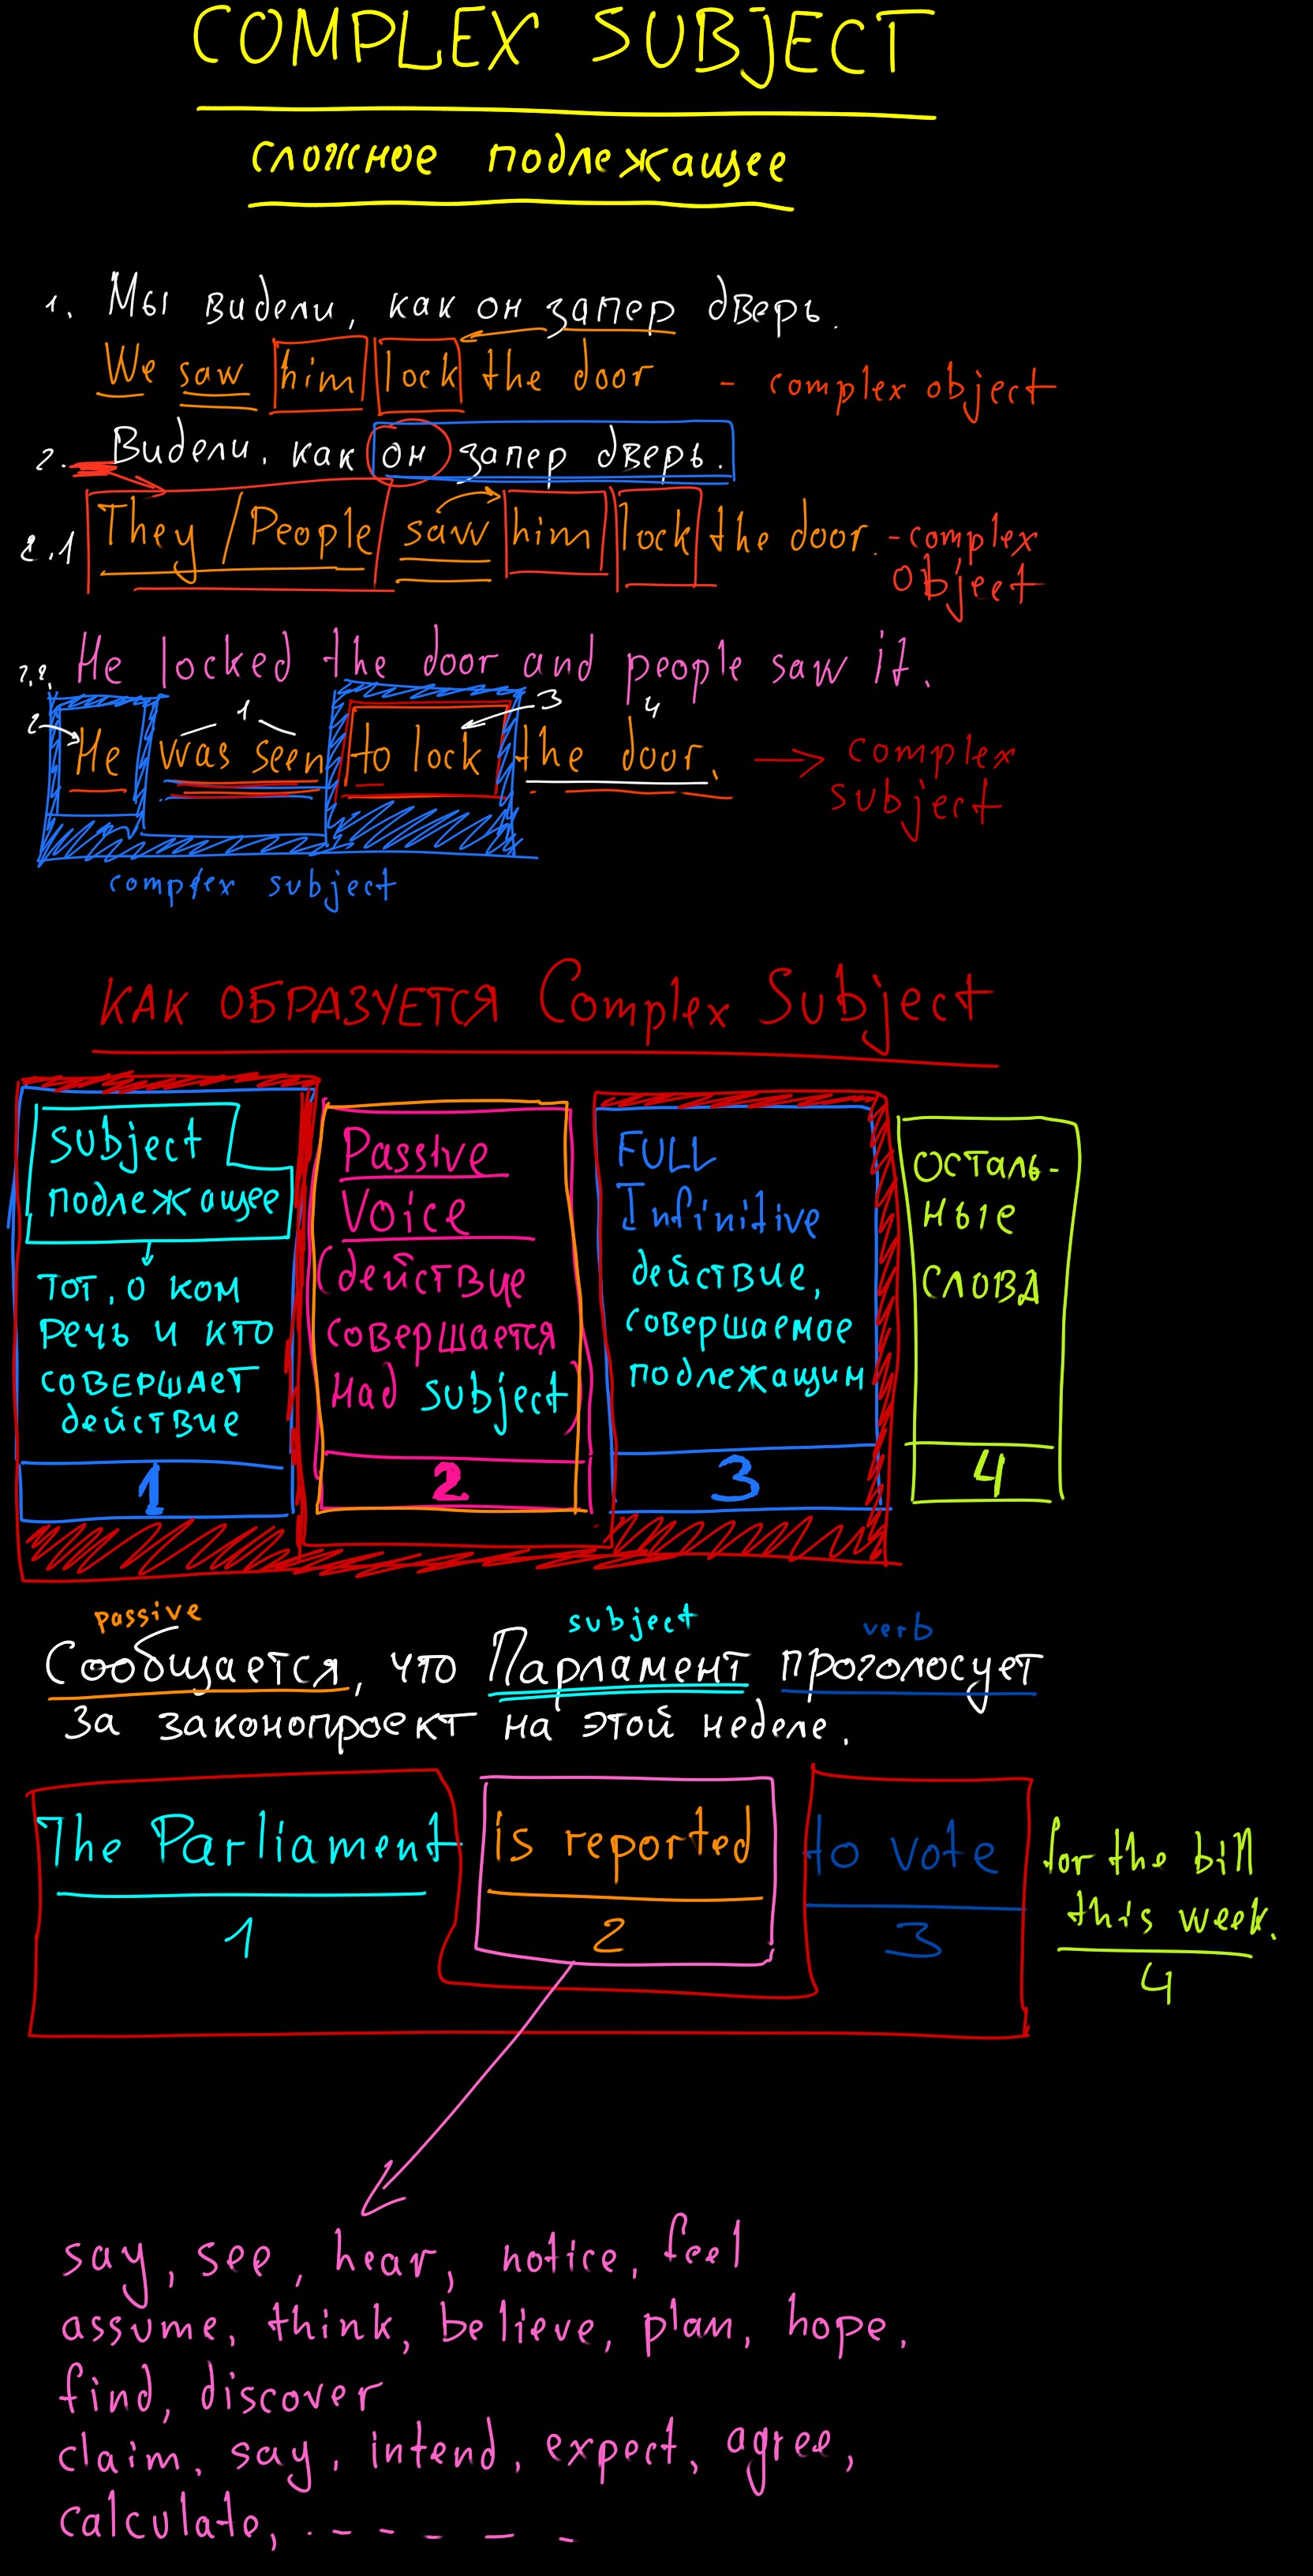 COMPLEX SUBJECT
сложное подлежащее
1. Мы видели, как он запер дверь.
We saw him lock the door - complex object
2. Видели, как он запер дверь.
2.1 They / People saw him lock the door. - complex
object
2.2. He locked the door and people saw it.
2 1 3 4
He was seen to lock the door. → complex
subject
complex subject
КАК ОБРАЗУЕТСЯ Complex Subject
subject
подлежащее
тот, о ком
речь и кто
совершает
действие
1
Passive
Voice
(действие
совершается
над subject)
2
FULL
Infinitive
действие,
совершаемое
подлежащим
3
Осталь-
ные
слова
4
passive subject verb
Сообщается, что Парламент проголосует
за законопроект на этой неделе.
The Parliament is reported to vote for the bill
this week.
1 2 3 4
say, see, hear, notice, feel
assume, think, believe, plan, hope,
find, discover
claim, say, intend, expect, agree,
calculate, . - - - - -